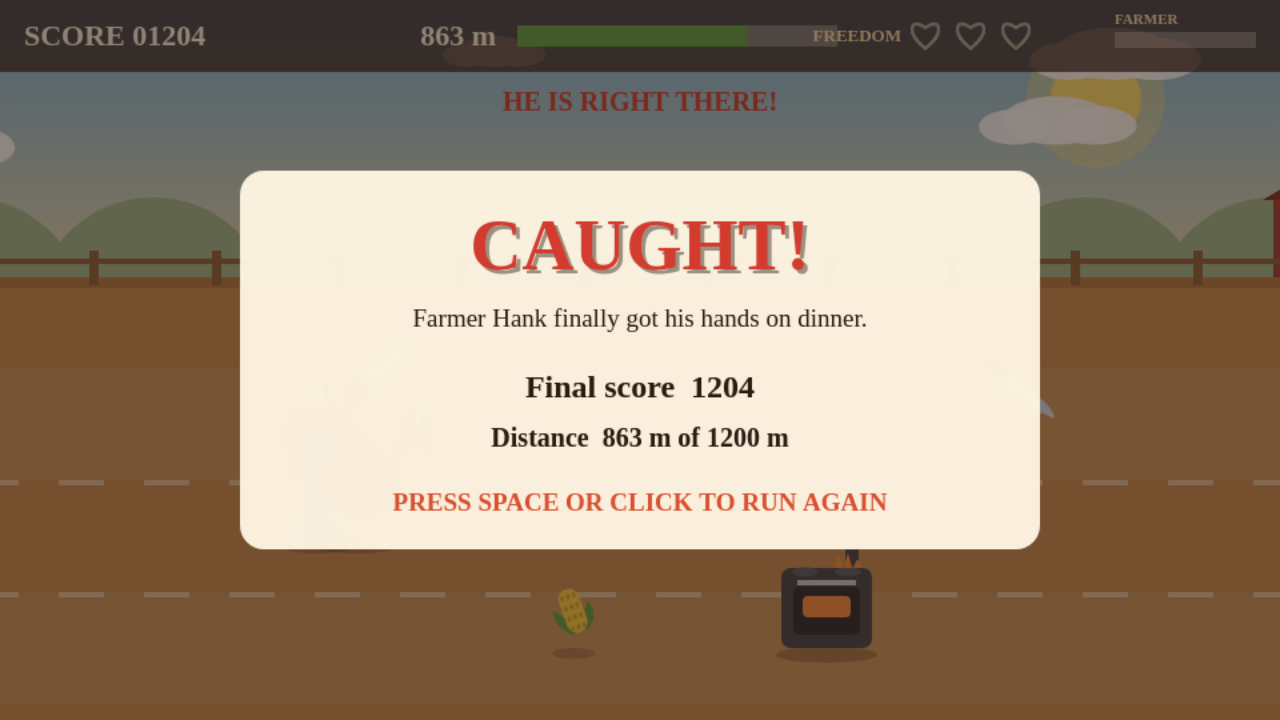 SCORE 01204
863 m
FREEDOM
FARMER
HE IS RIGHT THERE!
CAUGHT!
Farmer Hank finally got his hands on dinner.
Final score 1204
Distance 863 m of 1200 m
PRESS SPACE OR CLICK TO RUN AGAIN